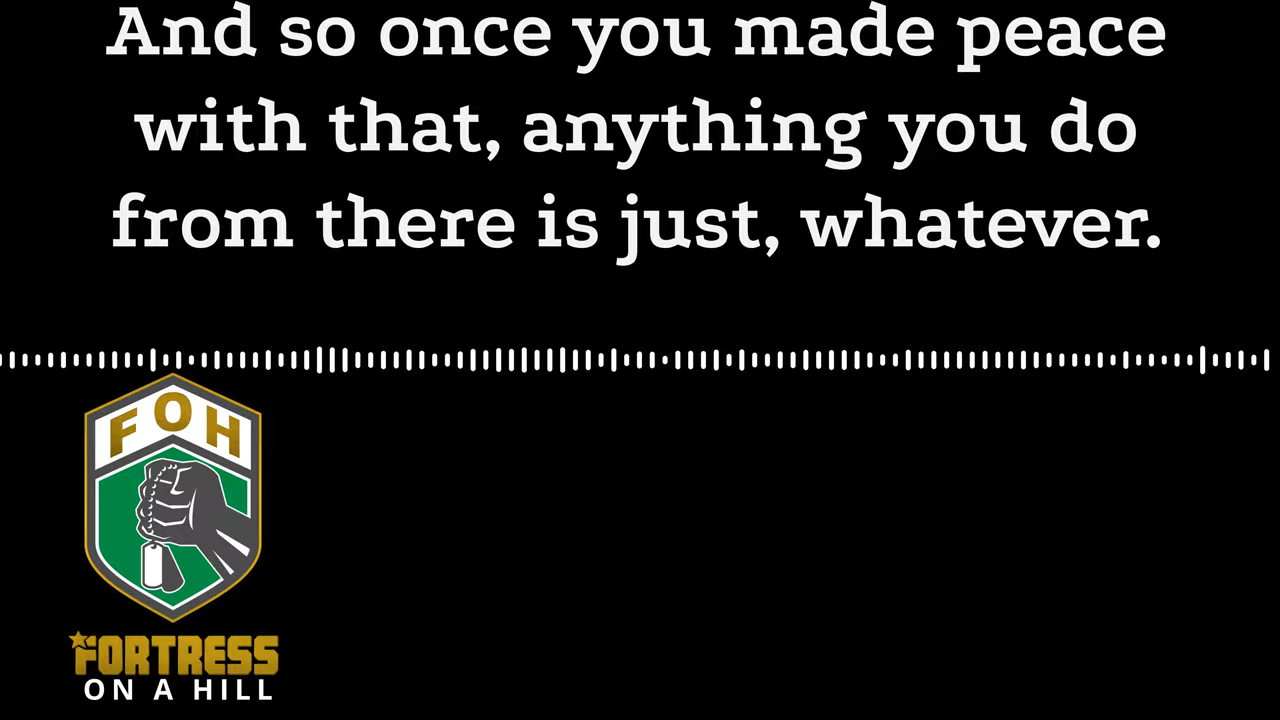 And so once you made peace
with that, anything you do
from there is just, whatever.
FOH
FORTRESS
ON A HILL